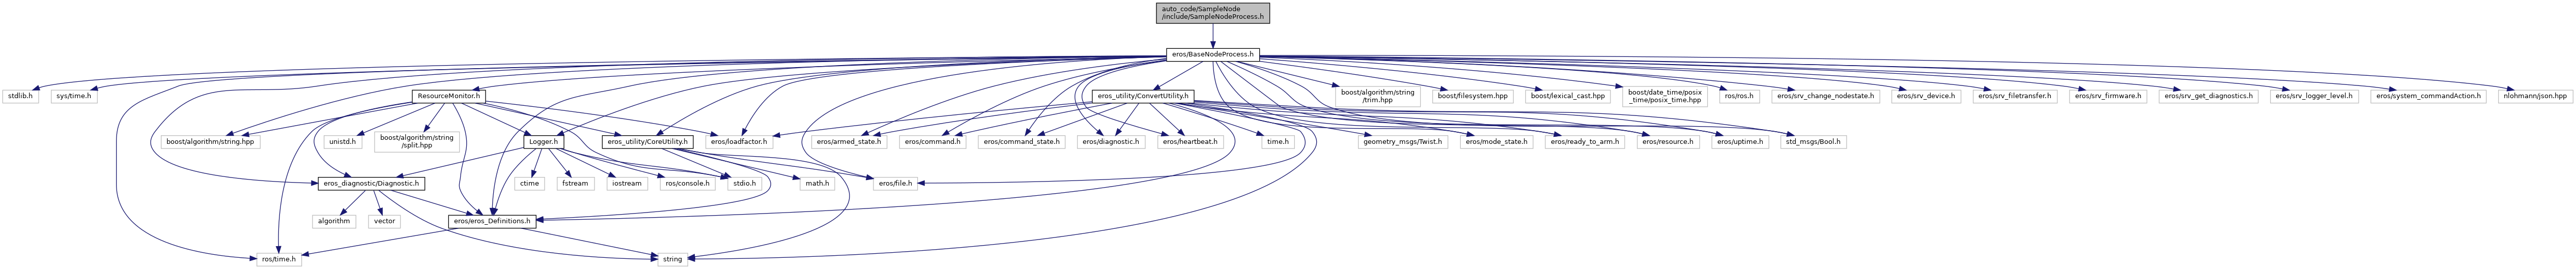 auto_code/SampleNode
/include/SampleNodeProcess.h
eros/BaseNodeProcess.h
stdlib.h
sys/time.h
ResourceMonitor.h
eros_utility/ConvertUtility.h
boost/algorithm/string
/trim.hpp
boost/filesystem.hpp
boost/lexical_cast.hpp
boost/date_time/posix
_time/posix_time.hpp
ros/ros.h
eros/srv_change_nodestate.h
eros/srv_device.h
eros/srv_filetransfer.h
eros/srv_firmware.h
eros/srv_get_diagnostics.h
eros/srv_logger_level.h
eros/system_commandAction.h
nlohmann/json.hpp
boost/algorithm/string.hpp
unistd.h
boost/algorithm/string
/split.hpp
Logger.h
eros_utility/CoreUtility.h
eros/loadfactor.h
eros/armed_state.h
eros/command.h
eros/command_state.h
eros/diagnostic.h
eros/heartbeat.h
time.h
geometry_msgs/Twist.h
eros/mode_state.h
eros/ready_to_arm.h
eros/resource.h
eros/uptime.h
std_msgs/Bool.h
eros_diagnostic/Diagnostic.h
ctime
fstream
iostream
ros/console.h
stdio.h
math.h
eros/file.h
algorithm
vector
eros/eros_Definitions.h
ros/time.h
string